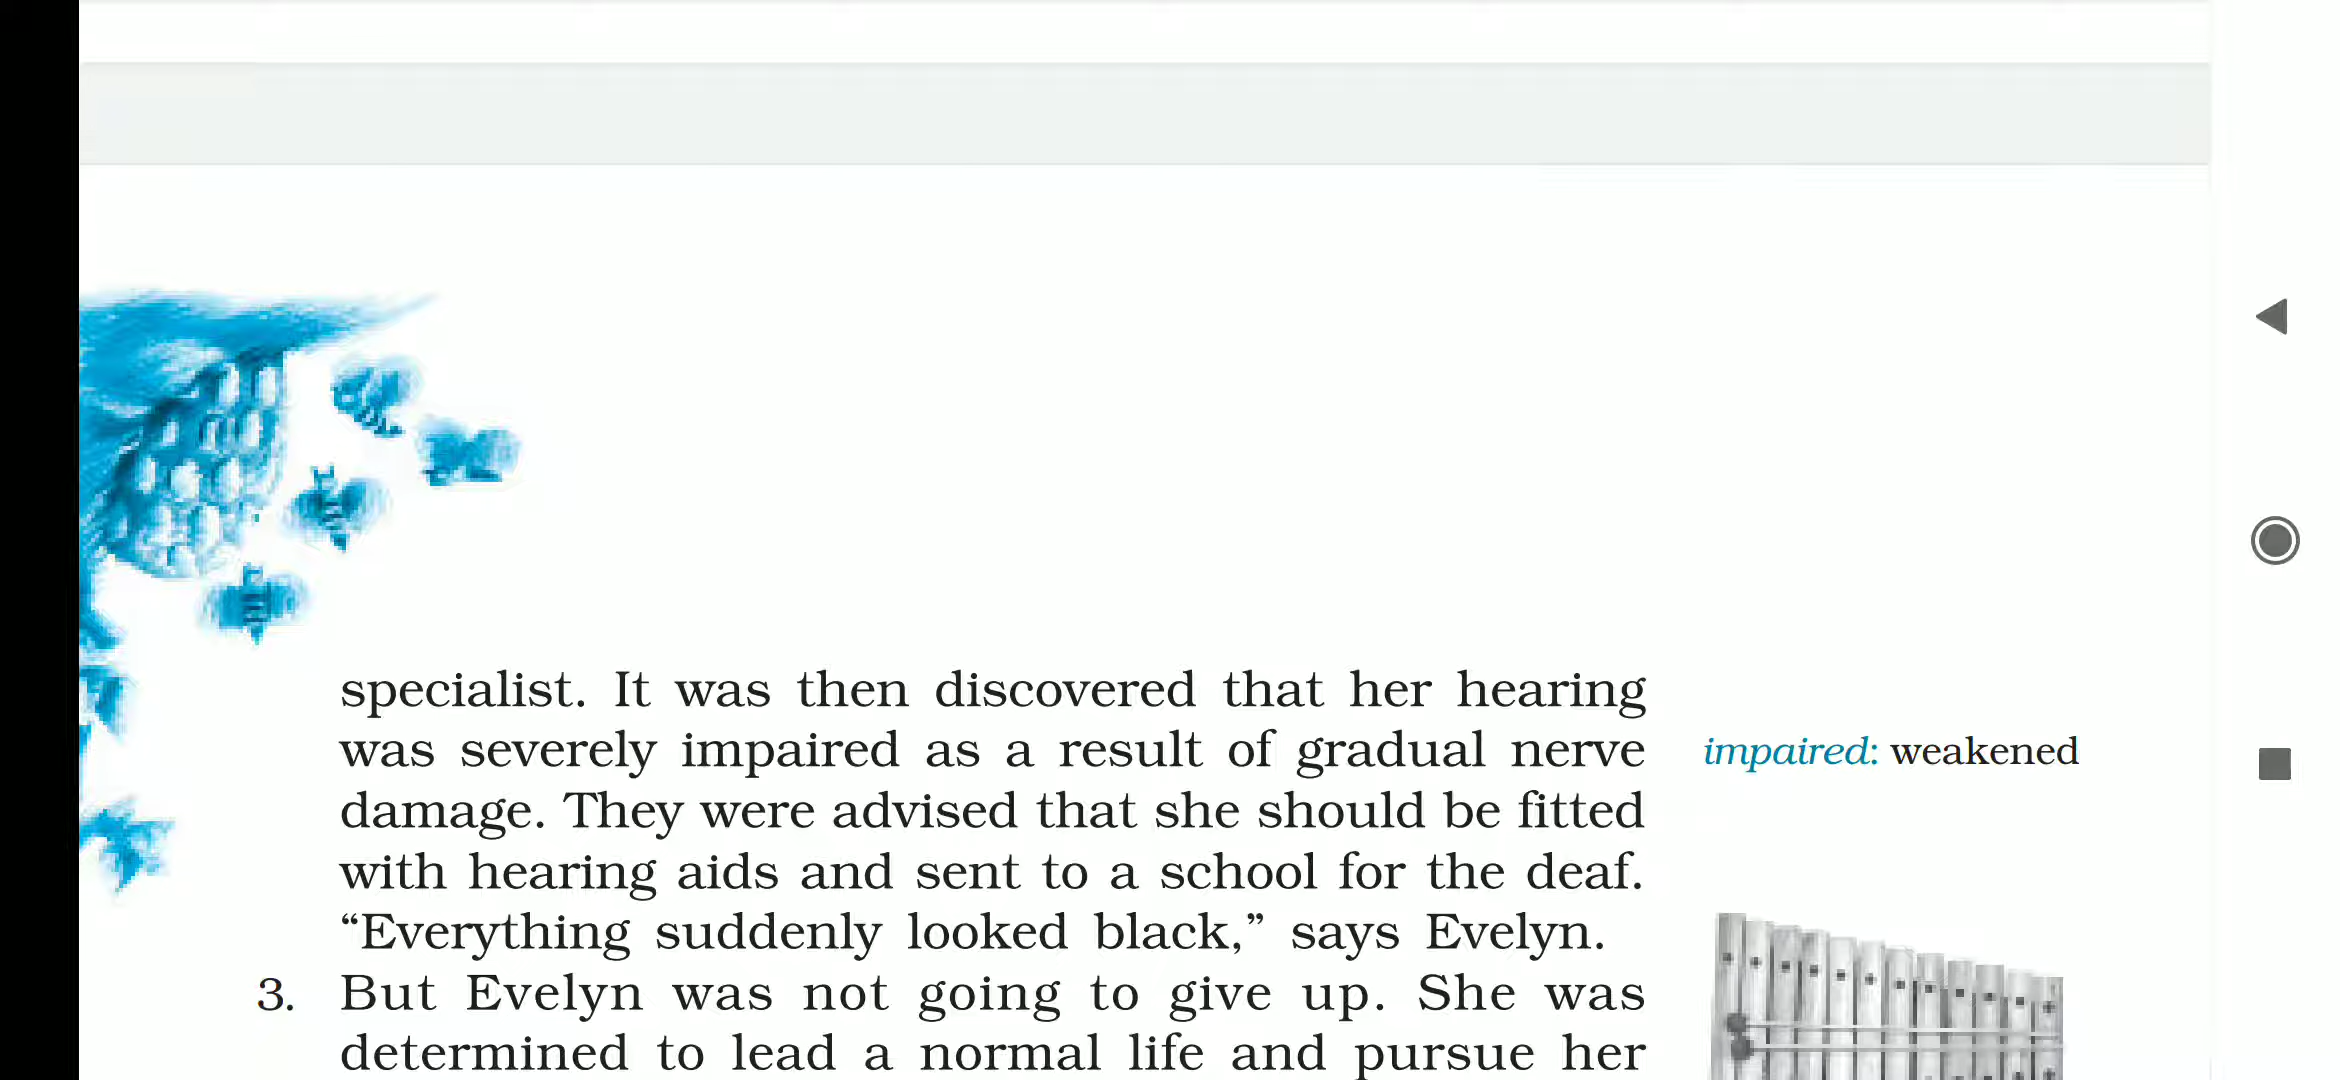 specialist. It was then discovered that her hearing
was severely impaired as a result of gradual nerve
damage. They were advised that she should be fitted
with hearing aids and sent to a school for the deaf.
“Everything suddenly looked black,” says Evelyn.
3. But Evelyn was not going to give up. She was
determined to lead a normal life and pursue her
impaired: weakened